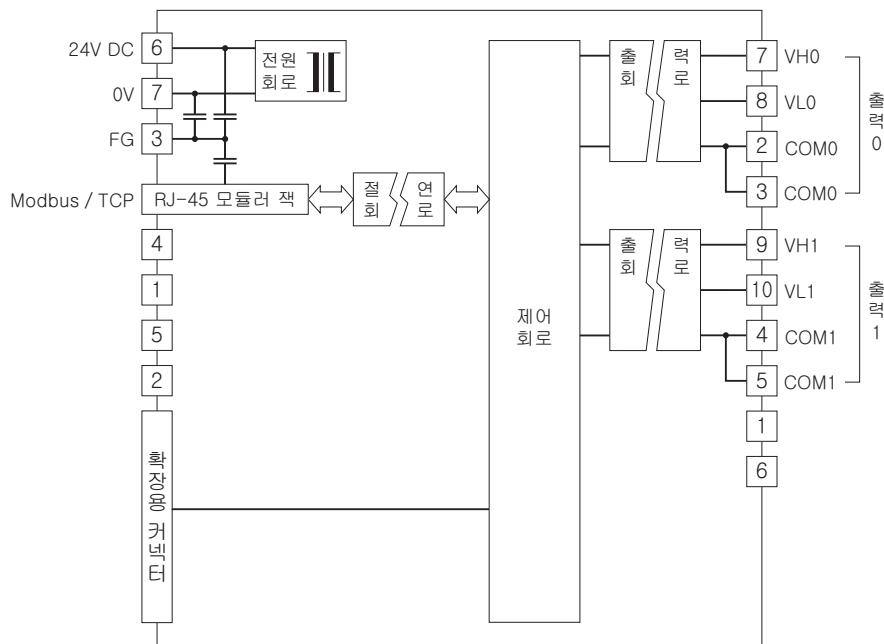 24V DC 6
0V 7
FG 3
전원
회로
Modbus / TCP RJ-45 모듈러 잭
절 연
회 로
4
1
5
2
확장용 커넥터
제어
회로
출 력
회 로
7 VH0
8 VL0
2 COM0
3 COM0
출력 0
출 력
회 로
9 VH1
10 VL1
4 COM1
5 COM1
출력 1
1
6